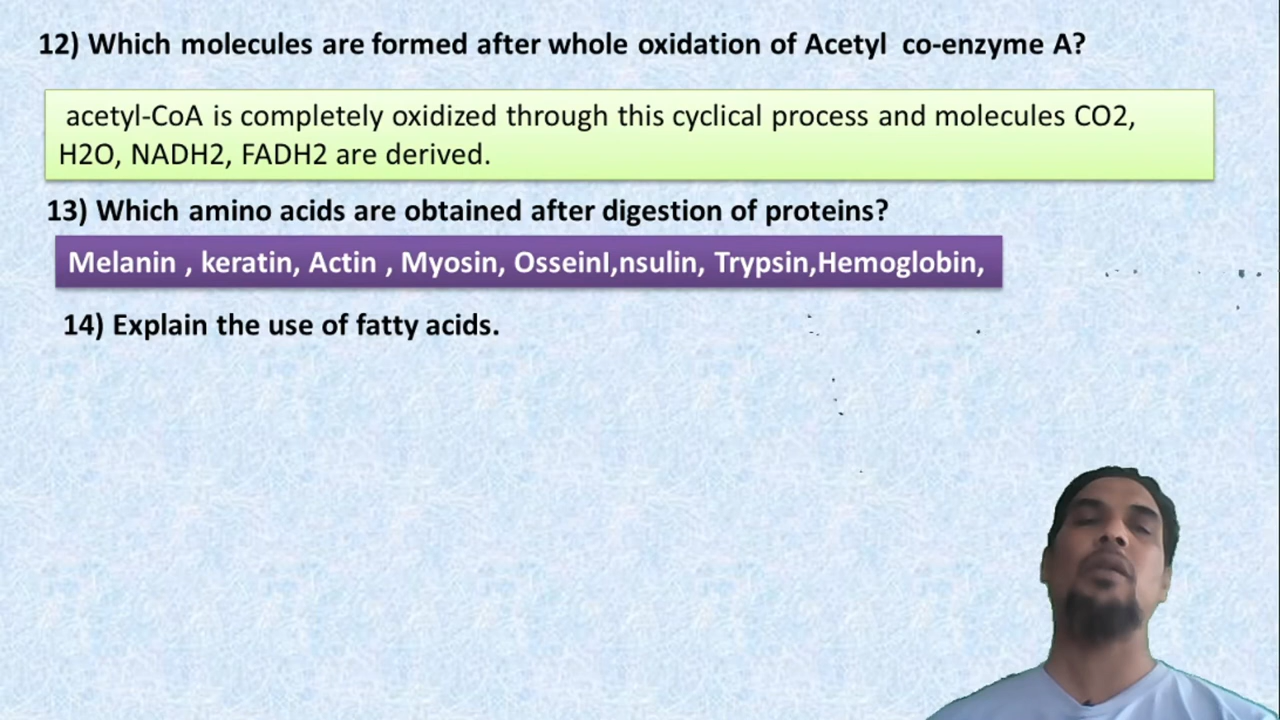 12) Which molecules are formed after whole oxidation of Acetyl co-enzyme A?
acetyl-CoA is completely oxidized through this cyclical process and molecules CO2,
H2O, NADH2, FADH2 are derived.
13) Which amino acids are obtained after digestion of proteins?
Melanin , keratin, Actin , Myosin, OsseinI,nsulin, Trypsin,Hemoglobin,
14) Explain the use of fatty acids.